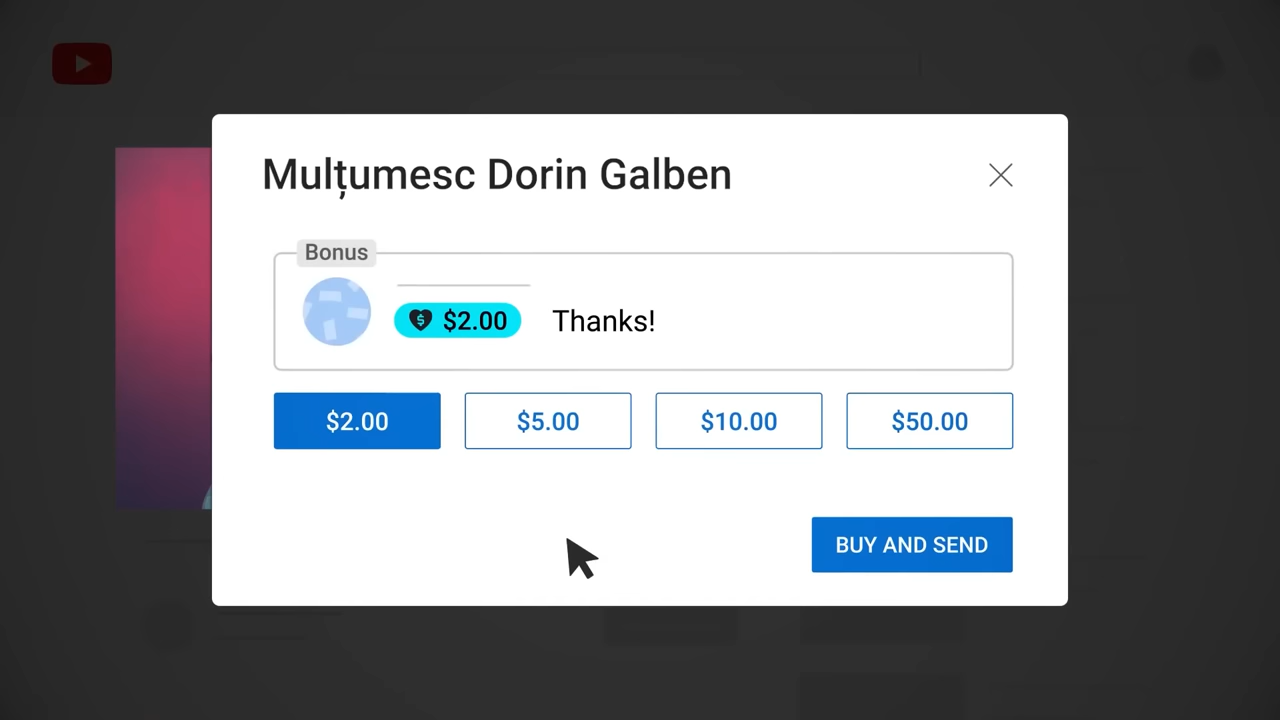 Mulțumesc Dorin Galben
Bonus
$2.00 Thanks!
$2.00 $5.00 $10.00 $50.00
BUY AND SEND